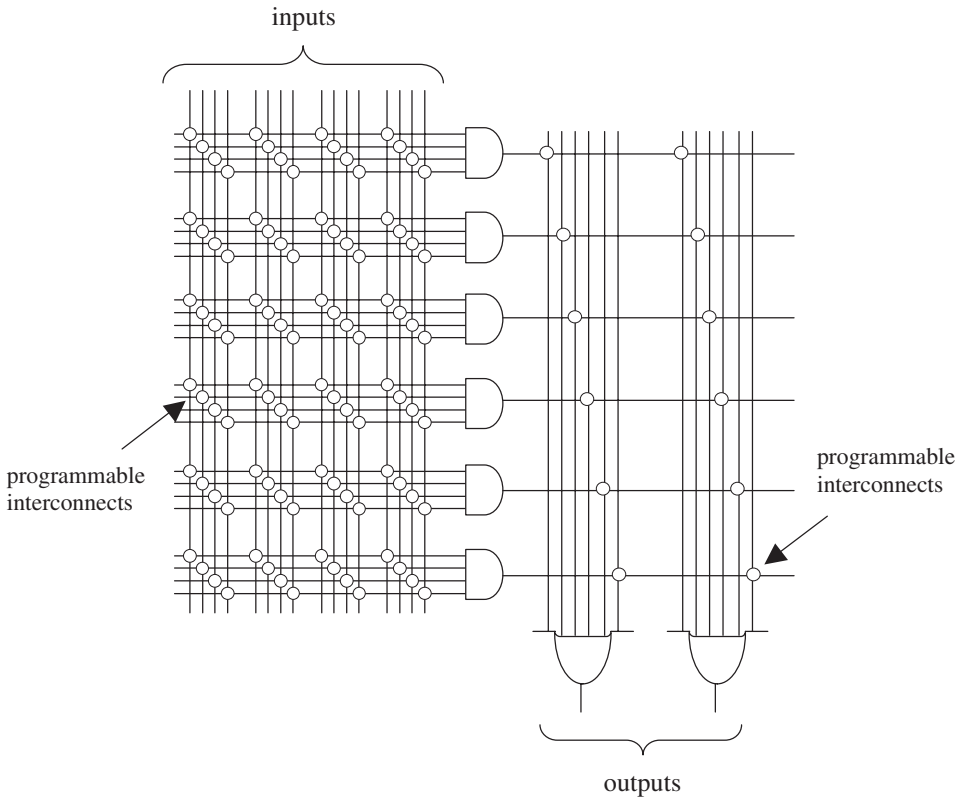 inputs
programmable
interconnects
programmable
interconnects
outputs